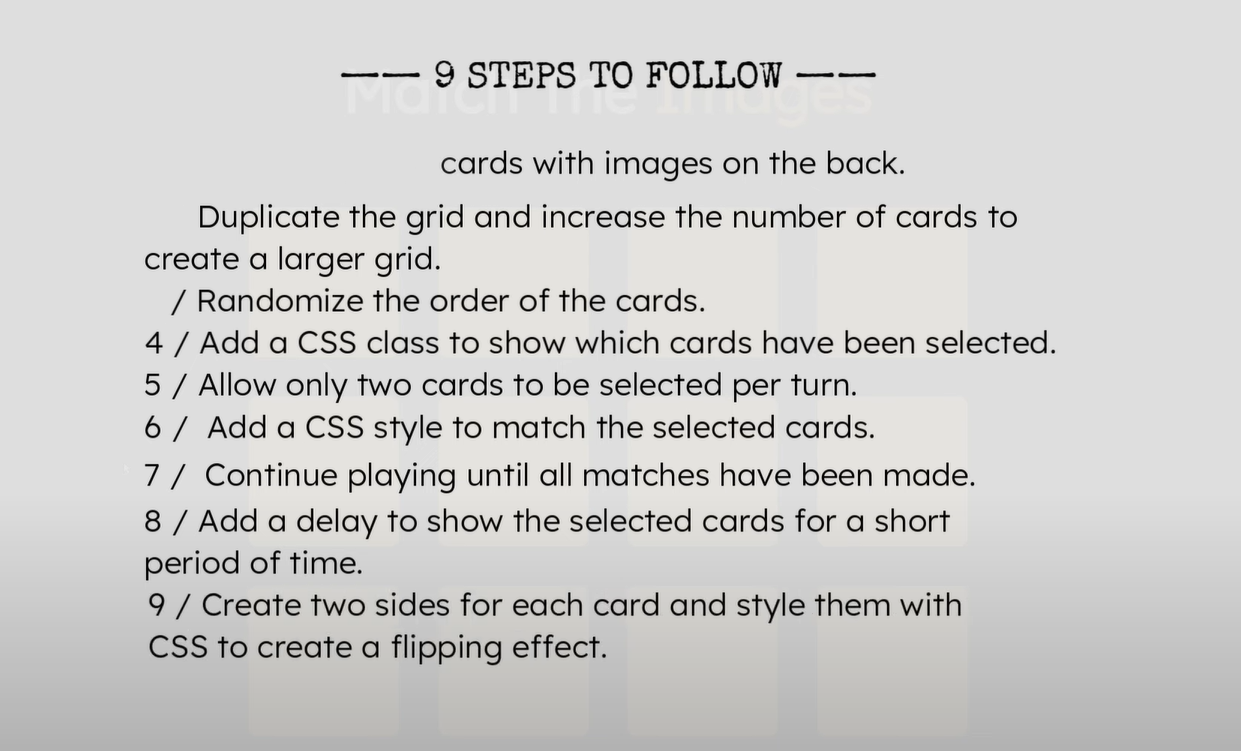 —— 9 STEPS TO FOLLOW ——
Match the Images
cards with images on the back.
Duplicate the grid and increase the number of cards to
create a larger grid.
/ Randomize the order of the cards.
4 / Add a CSS class to show which cards have been selected.
5 / Allow only two cards to be selected per turn.
6 / Add a CSS style to match the selected cards.
7 / Continue playing until all matches have been made.
8 / Add a delay to show the selected cards for a short
period of time.
9 / Create two sides for each card and style them with
CSS to create a flipping effect.